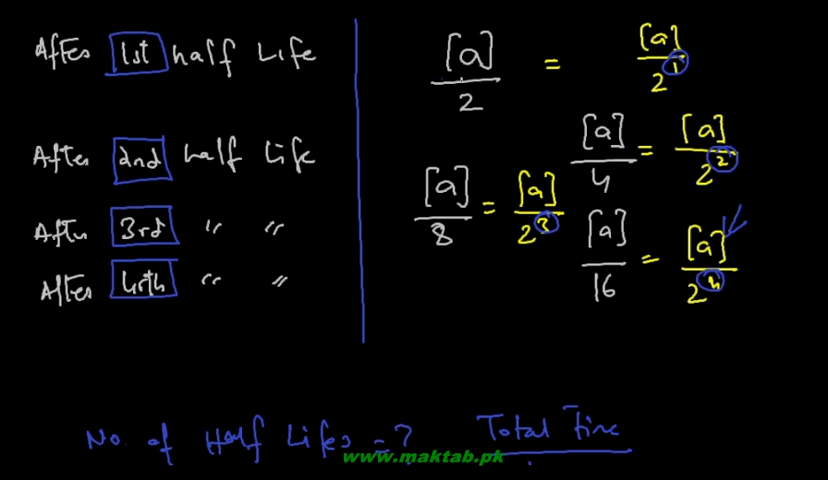 After 1st half Life
[a]/2 = [a]/2^1
After 2nd half Life
[a]/4 = [a]/2^2
After 3rd " "
[a]/8 = [a]/2^3
After 4rth " "
[a]/16 = [a]/2^4
No. of Half Lifes = ? Total Time
www.maktab.pk